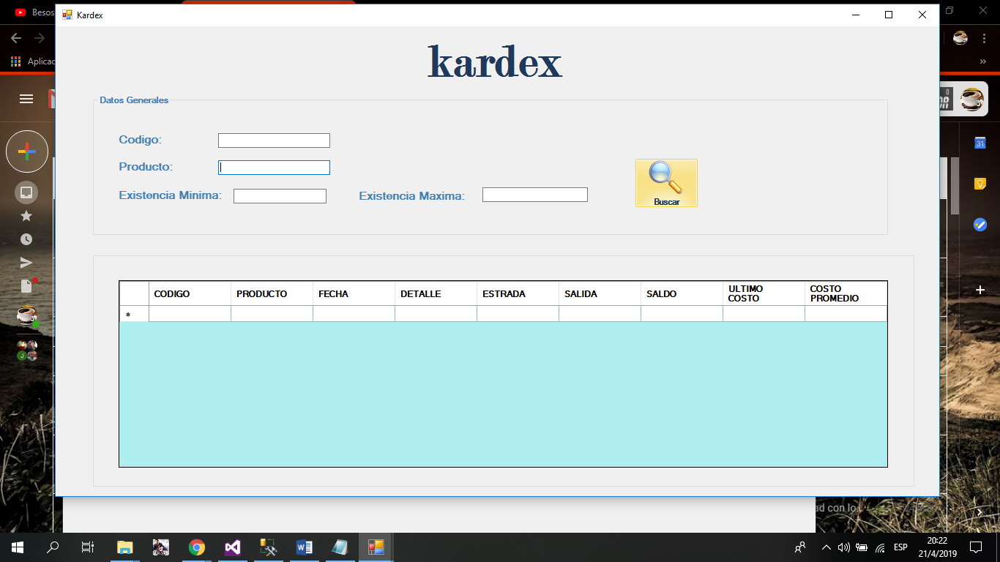 Besos
Kardex
Aplicac
kardex
Datos Generales
Codigo:
Producto:
Existencia Minima:
Existencia Maxima:
Buscar
CODIGO PRODUCTO FECHA DETALLE ESTRADA SALIDA SALDO ULTIMO COSTO COSTO PROMEDIO
*
31
J
ad con lo...
ESP
20:22
21/4/2019